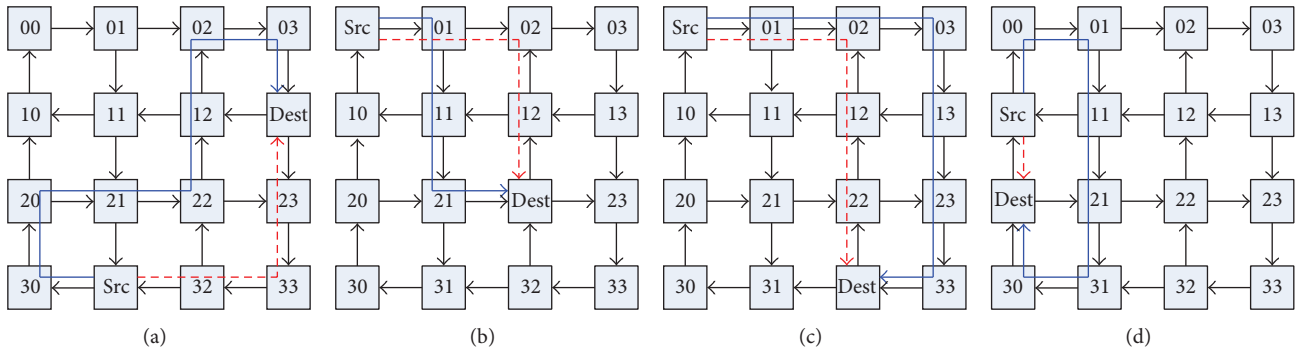 00 01 02 03 Src 01 02 03 Src 01 02 03 00 01 02 03
10 11 12 Dest 10 11 12 13 10 11 12 13 Src 11 12 13
20 21 22 23 20 21 Dest 23 20 21 22 23 Dest 21 22 23
30 Src 32 33 30 31 32 33 30 31 Dest 33 30 31 32 33
(a) (b) (c) (d)